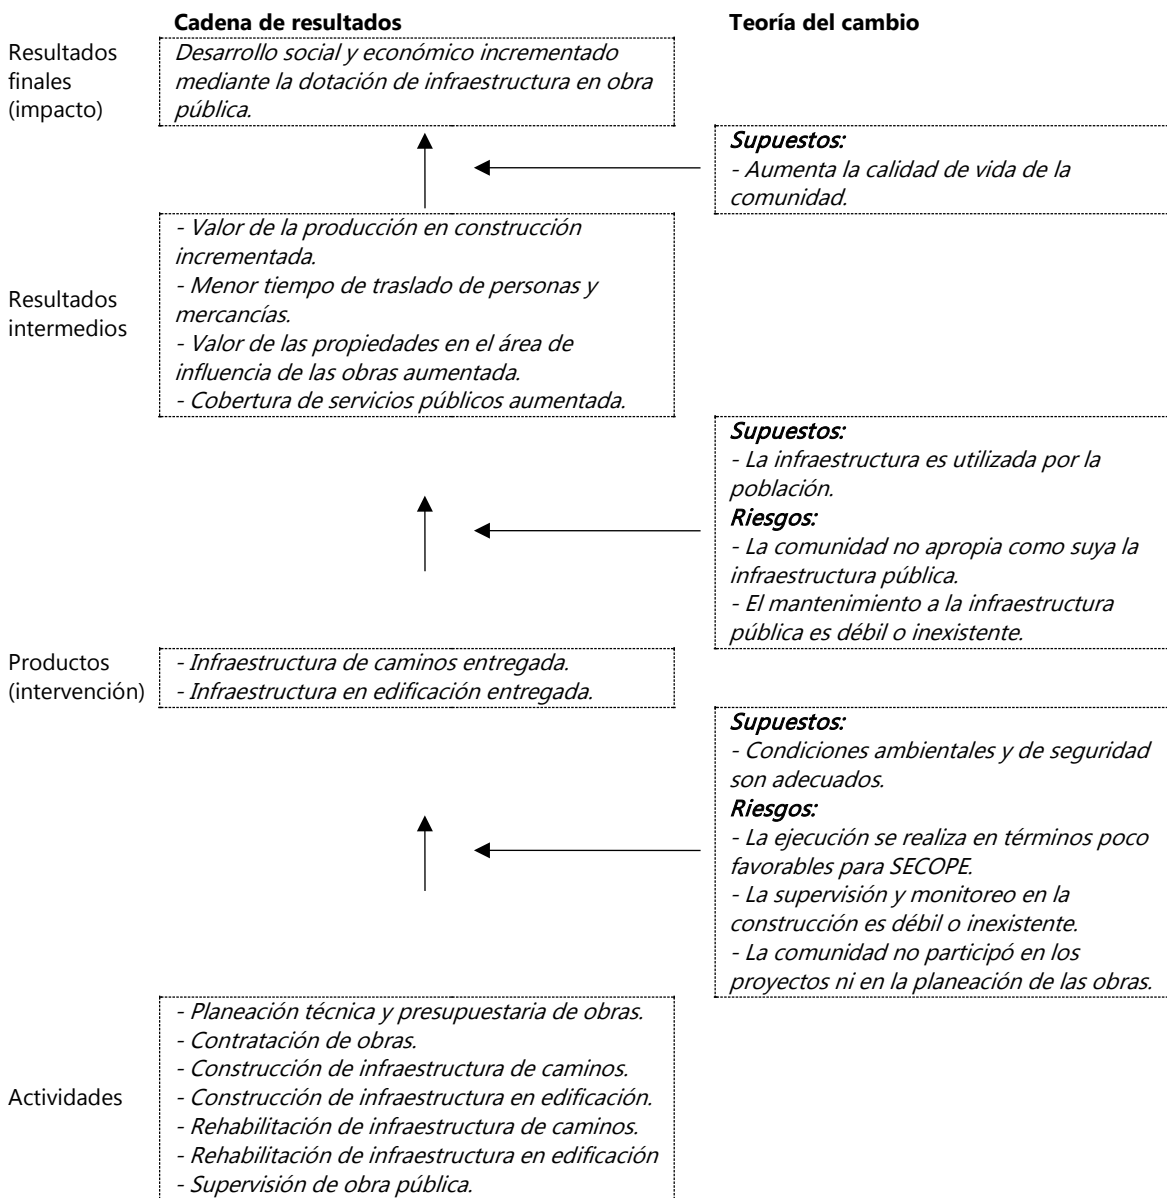 Cadena de resultados
Teoría del cambio
Resultados
finales
(impacto)
Desarrollo social y económico incrementado
mediante la dotación de infraestructura en obra
pública.
Supuestos:
- Aumenta la calidad de vida de la
comunidad.
Resultados
intermedios
- Valor de la producción en construcción
incrementada.
- Menor tiempo de traslado de personas y
mercancías.
- Valor de las propiedades en el área de
influencia de las obras aumentada.
- Cobertura de servicios públicos aumentada.
Supuestos:
- La infraestructura es utilizada por la
población.
Riesgos:
- La comunidad no apropia como suya la
infraestructura pública.
- El mantenimiento a la infraestructura
pública es débil o inexistente.
Productos
(intervención)
- Infraestructura de caminos entregada.
- Infraestructura en edificación entregada.
Supuestos:
- Condiciones ambientales y de seguridad
son adecuados.
Riesgos:
- La ejecución se realiza en términos poco
favorables para SECOPE.
- La supervisión y monitoreo en la
construcción es débil o inexistente.
- La comunidad no participó en los
proyectos ni en la planeación de las obras.
Actividades
- Planeación técnica y presupuestaria de obras.
- Contratación de obras.
- Construcción de infraestructura de caminos.
- Construcción de infraestructura en edificación.
- Rehabilitación de infraestructura de caminos.
- Rehabilitación de infraestructura en edificación
- Supervisión de obra pública.